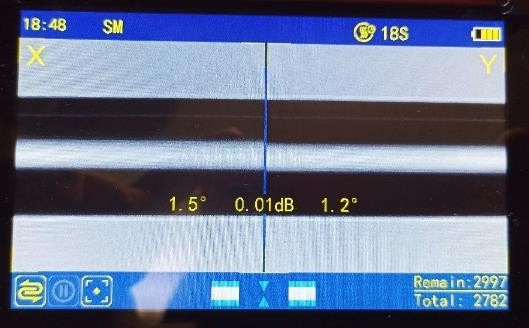 18:48 SM 18S
X Y
1.5° 0.01dB 1.2°
Remain:2997
Total: 2782